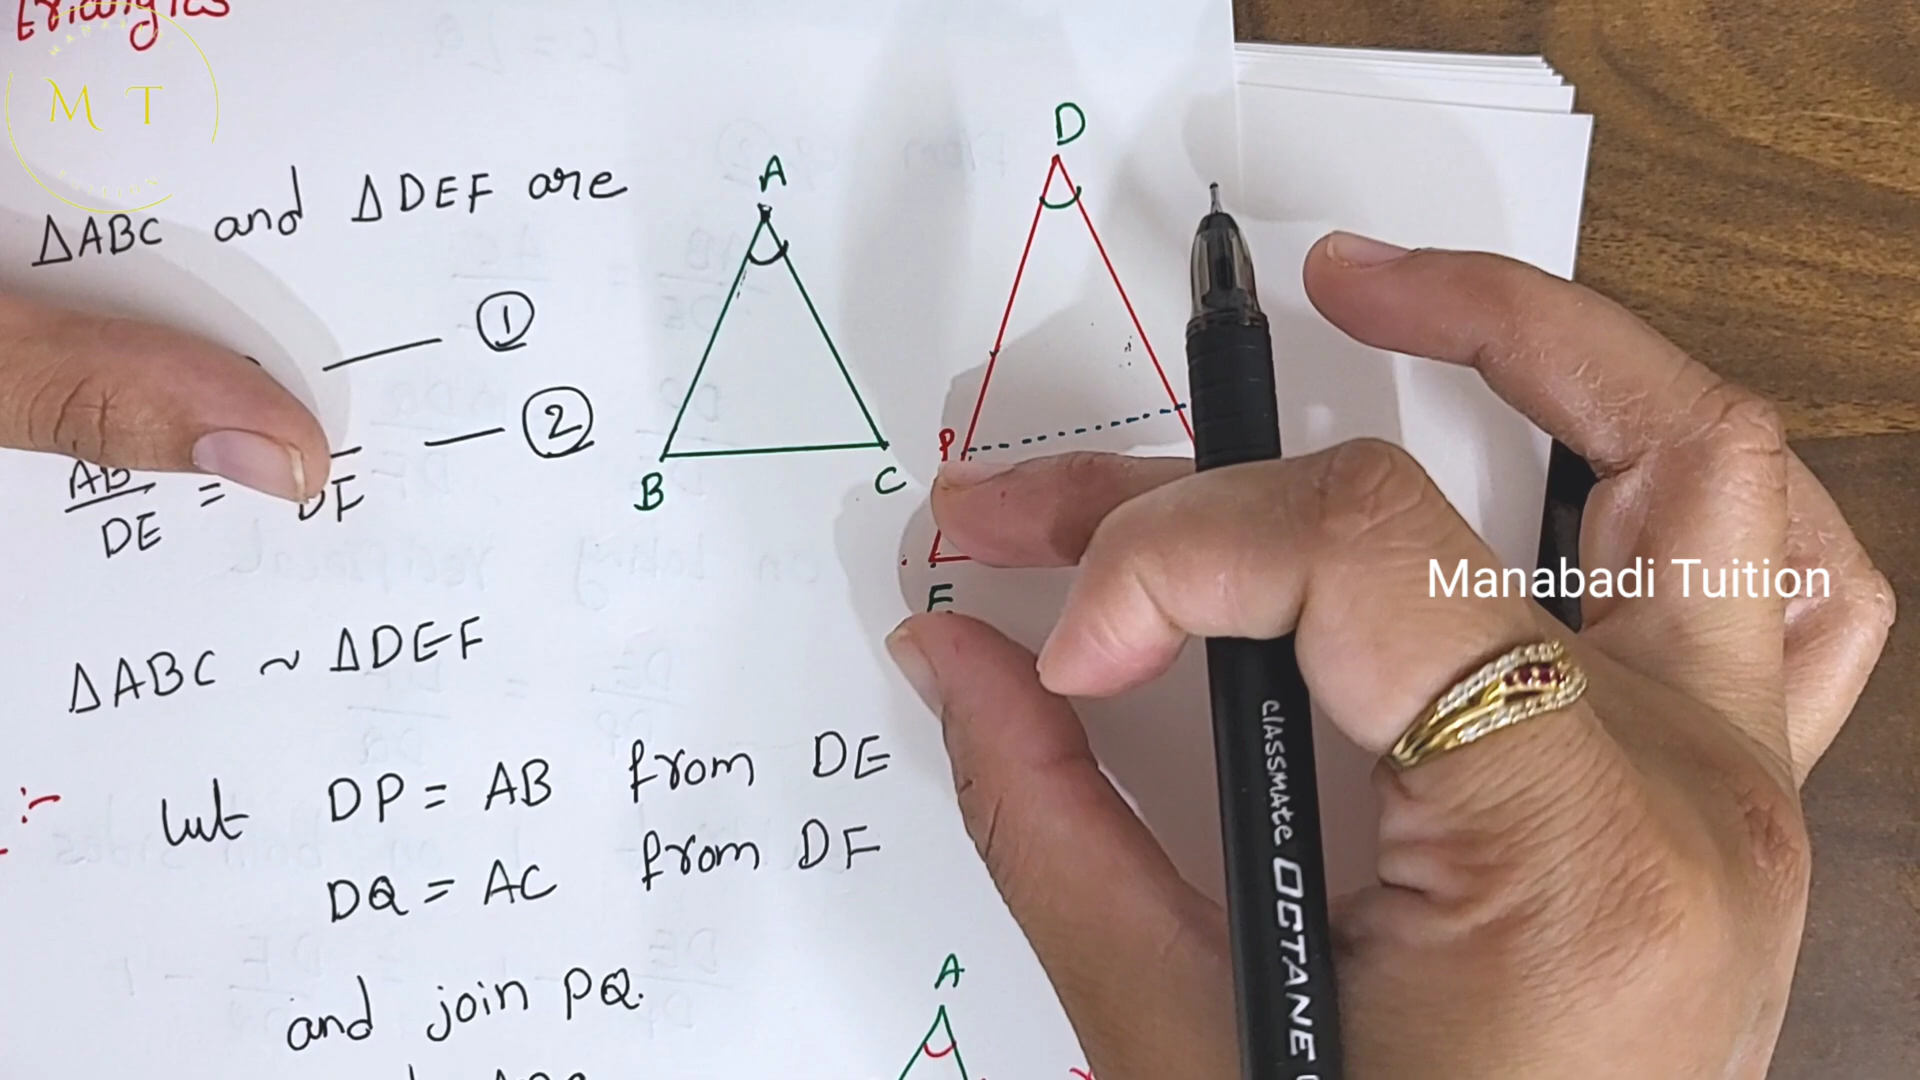 triangles
M T
D
A
ΔABC and ΔDEF are
①
②
AB/DE = DF
P
B
C
E
Manabadi Tuition
ΔABC ~ ΔDEF
:-
DP = AB from DE
DQ = AC from DF
and join PQ.
A
classmate OCTANE